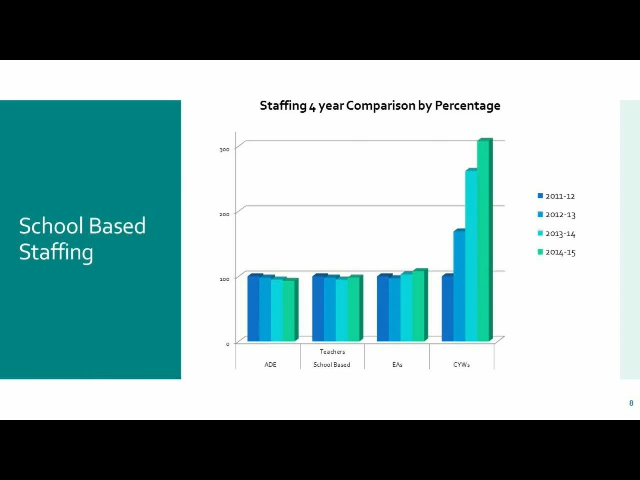 Staffing 4 year Comparison by Percentage
School Based
Staffing
300
200
100
0
Teachers
ADE
School Based
EAs
CYWs
2011-12
2012-13
2013-14
2014-15
8